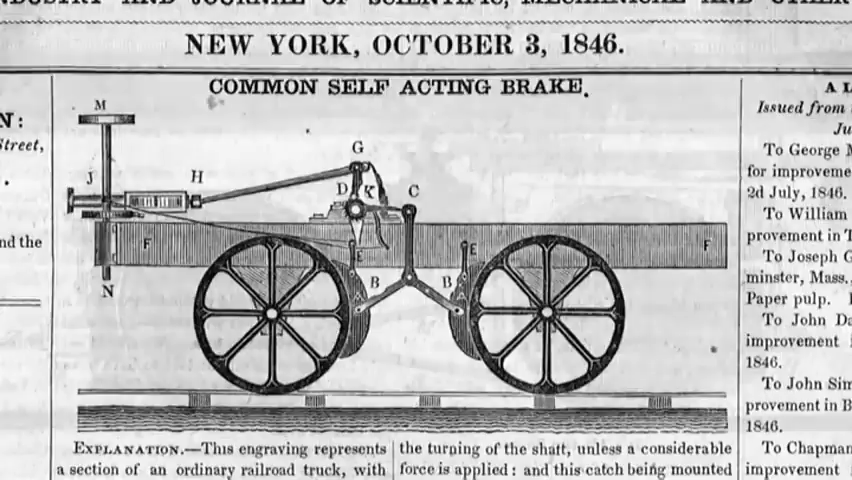 NEW YORK, OCTOBER 3, 1846.
N:
Street,
.
nd the
COMMON SELF ACTING BRAKE.
M
G
J
H
D
K
C
F
E
E
F
B
B
N
EXPLANATION.—This engraving represents
a section of an ordinary railroad truck, with
the turning of the shaft, unless a considerable
force is applied: and this catch being mounted
A L
Issued from
Ju
To George M
for improveme
2d July, 1846.
To William
provement in T
To Joseph G
minster, Mass.,
Paper pulp.
To John Da
improvement i
1846.
To John Sim
provement in B
1846.
To Chapman
improvement i